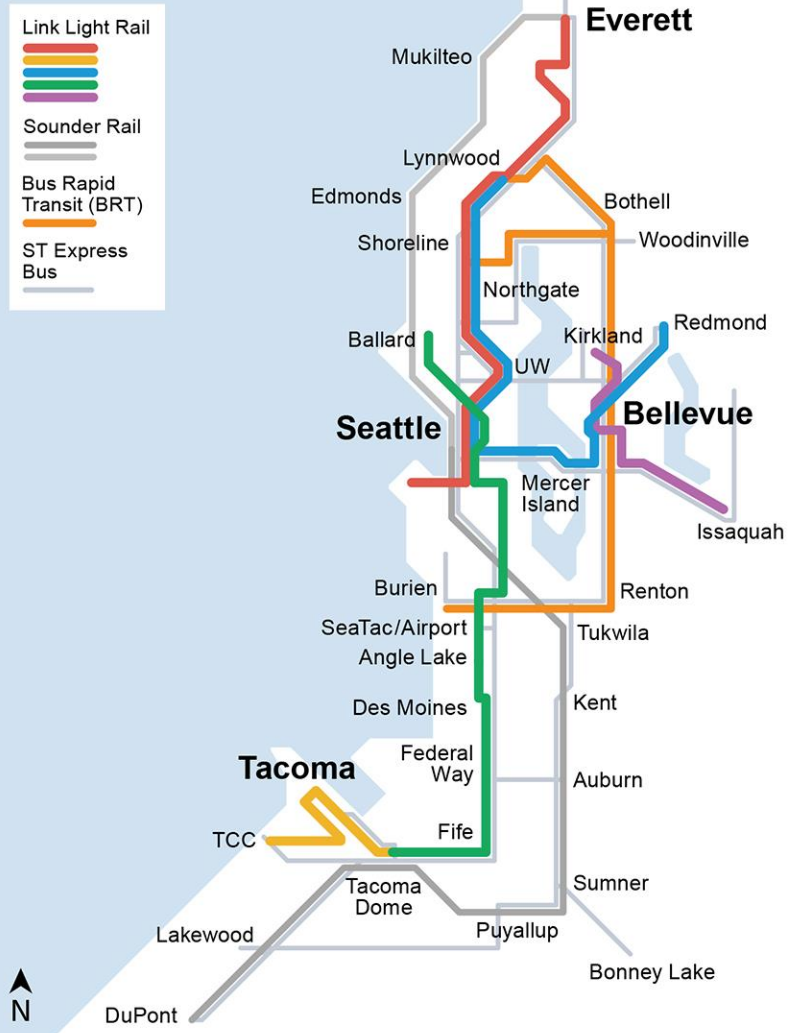 Link Light Rail
Sounder Rail
Bus Rapid
Transit (BRT)
ST Express
Bus
Everett
Mukilteo
Lynnwood
Edmonds
Bothell
Shoreline
Woodinville
Northgate
Redmond
Ballard
Kirkland
UW
Seattle
Bellevue
Mercer
Island
Issaquah
Burien
Renton
SeaTac/Airport
Tukwila
Angle Lake
Des Moines
Kent
Federal
Way
Tacoma
Auburn
Fife
TCC
Tacoma
Dome
Sumner
Puyallup
Lakewood
Bonney Lake
N
DuPont